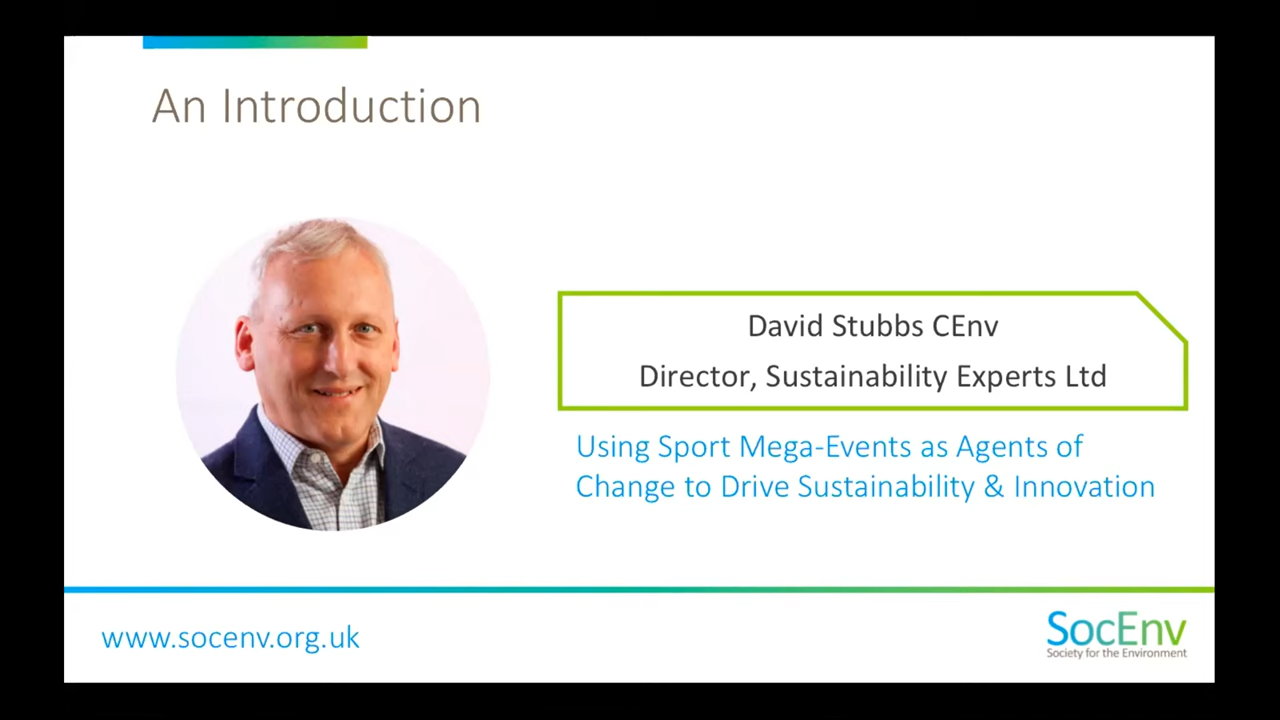 An Introduction
David Stubbs CEnv
Director, Sustainability Experts Ltd
Using Sport Mega-Events as Agents of
Change to Drive Sustainability & Innovation
www.socenv.org.uk
SocEnv
Society for the Environment